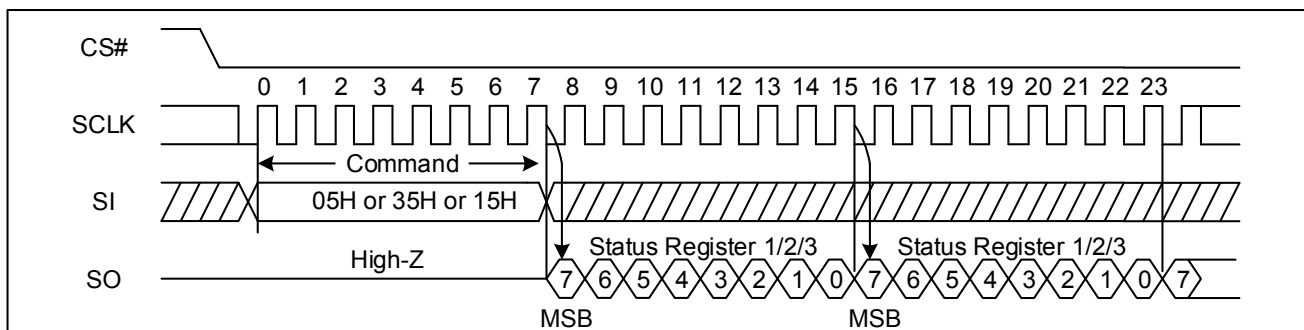 CS#
0 1 2 3 4 5 6 7 8 9 10 11 12 13 14 15 16 17 18 19 20 21 22 23
SCLK
Command
SI
05H or 35H or 15H
High-Z
Status Register 1/2/3 Status Register 1/2/3
SO
7 6 5 4 3 2 1 0 7 6 5 4 3 2 1 0 7
MSB MSB